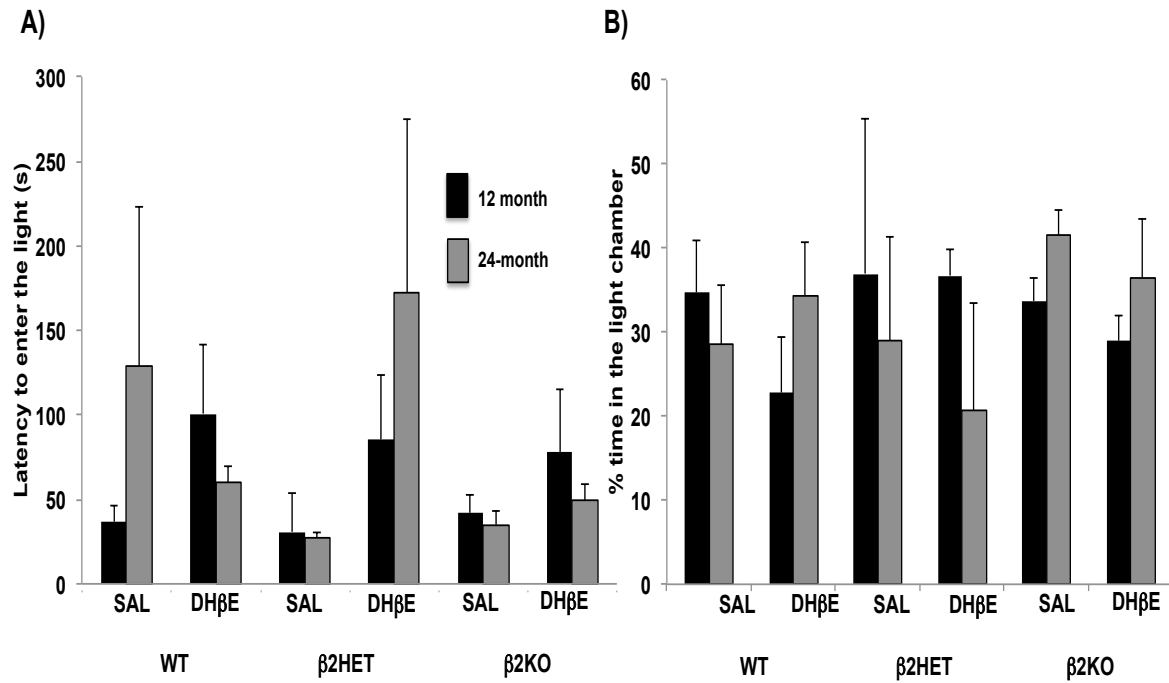 A)
Latency to enter the light (s)
300
250
200
150
100
50
0
12 month
24-month
SAL DHβE SAL DHβE SAL DHβE
WT β2HET β2KO
B)
% time in the light chamber
60
50
40
30
20
10
0
SAL DHβE SAL DHβE SAL DHβE
WT β2HET β2KO